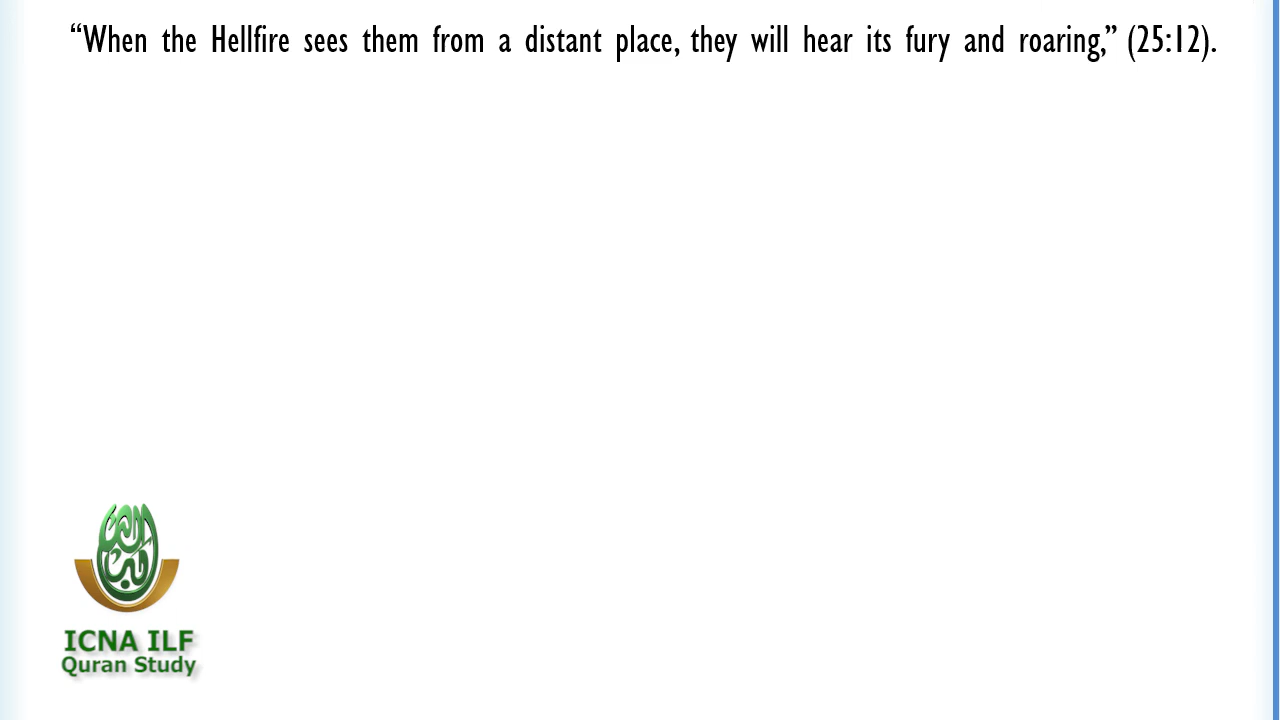 “When the Hellfire sees them from a distant place, they will hear its fury and roaring,” (25:12).
ICNA ILF
Quran Study